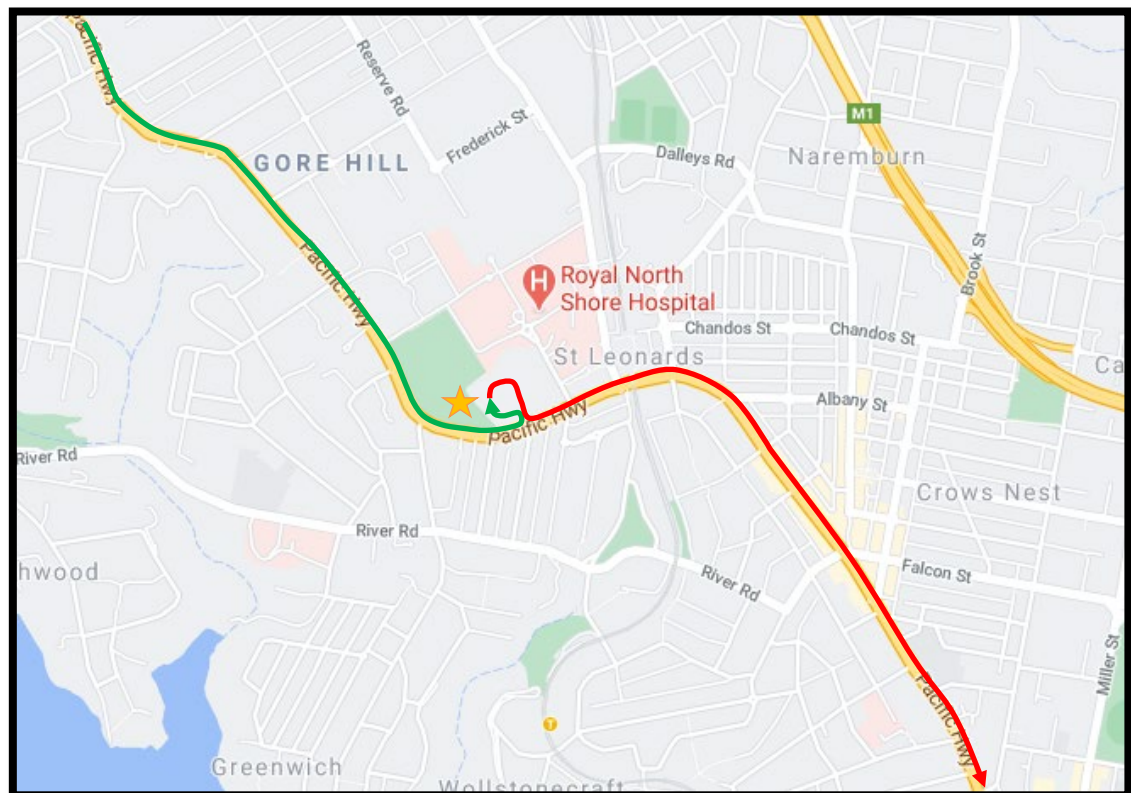 Pacific Hwy
Reserve Rd
Frederick St
M1
Dalleys Rd
Naremburn
GORE HILL
Pacific Hwy
Brook St
H
Royal North
Shore Hospital
Chandos St
Chandos St
St Leonards
Ca
Albany St
Pacific Hwy
River Rd
Crows Nest
River Rd
hwood
River Rd
Falcon St
Miller St
Pacific Hwy
T
Greenwich
Wollstonecraft